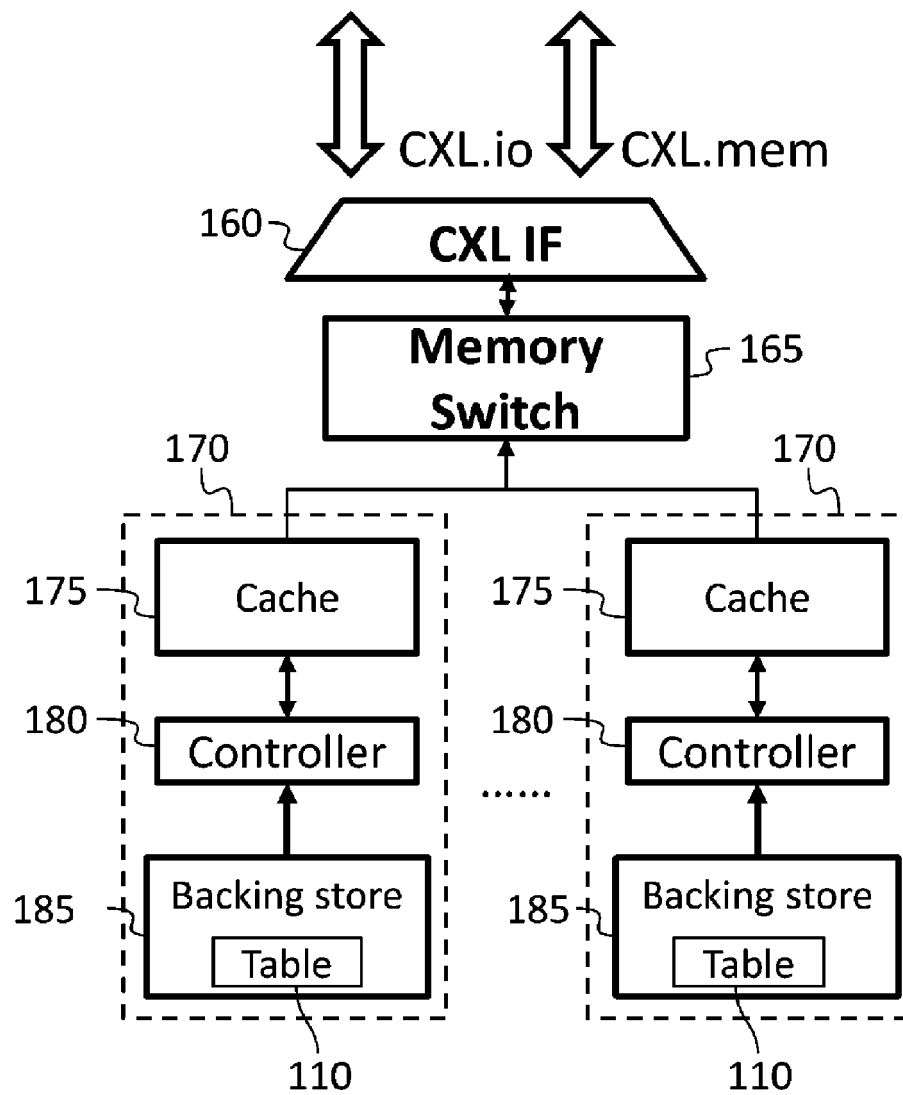 CXL.io CXL.mem
160 CXL IF
Memory 165
Switch
170 170
175 Cache 175 Cache
180 Controller 180 Controller
......
185 Backing store 185 Backing store
Table Table
110 110